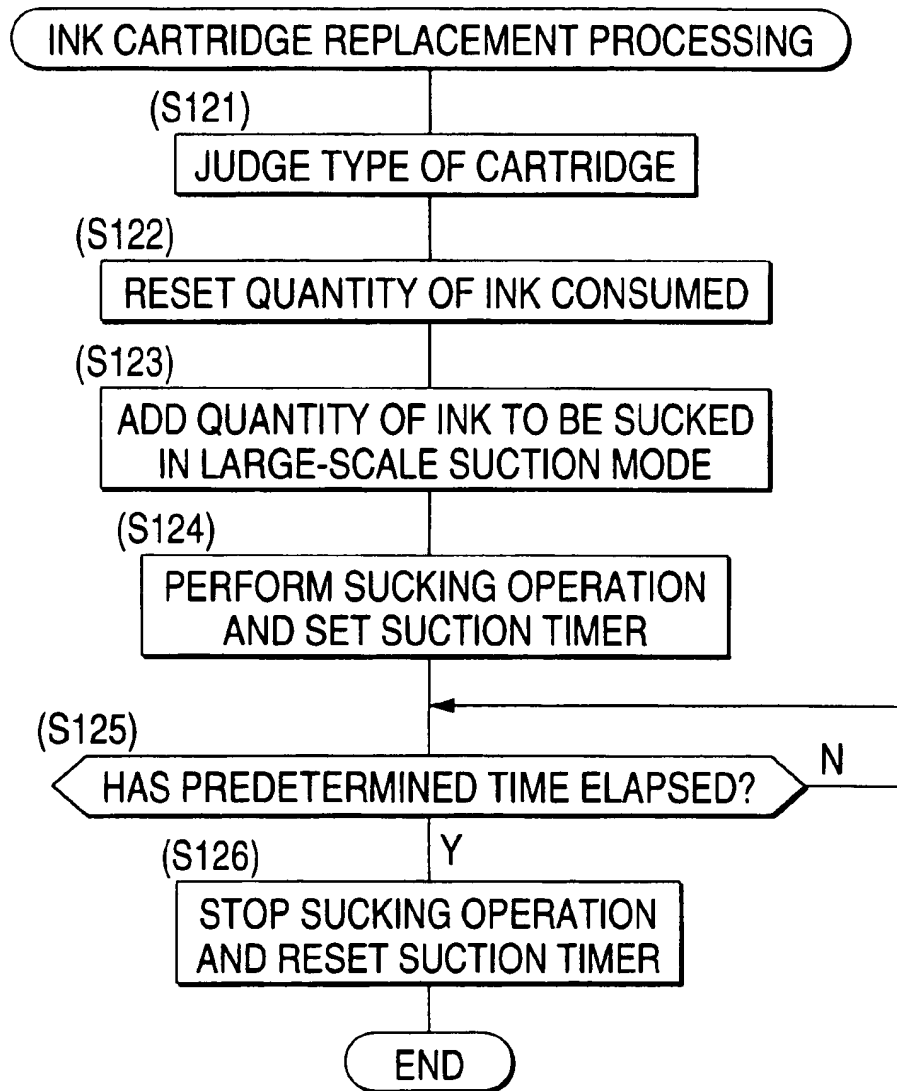 INK CARTRIDGE REPLACEMENT PROCESSING
(S121)
JUDGE TYPE OF CARTRIDGE
(S122)
RESET QUANTITY OF INK CONSUMED
(S123)
ADD QUANTITY OF INK TO BE SUCKED
IN LARGE-SCALE SUCTION MODE
(S124)
PERFORM SUCKING OPERATION
AND SET SUCTION TIMER
(S125)
HAS PREDETERMINED TIME ELAPSED?
N
Y
(S126)
STOP SUCKING OPERATION
AND RESET SUCTION TIMER
END